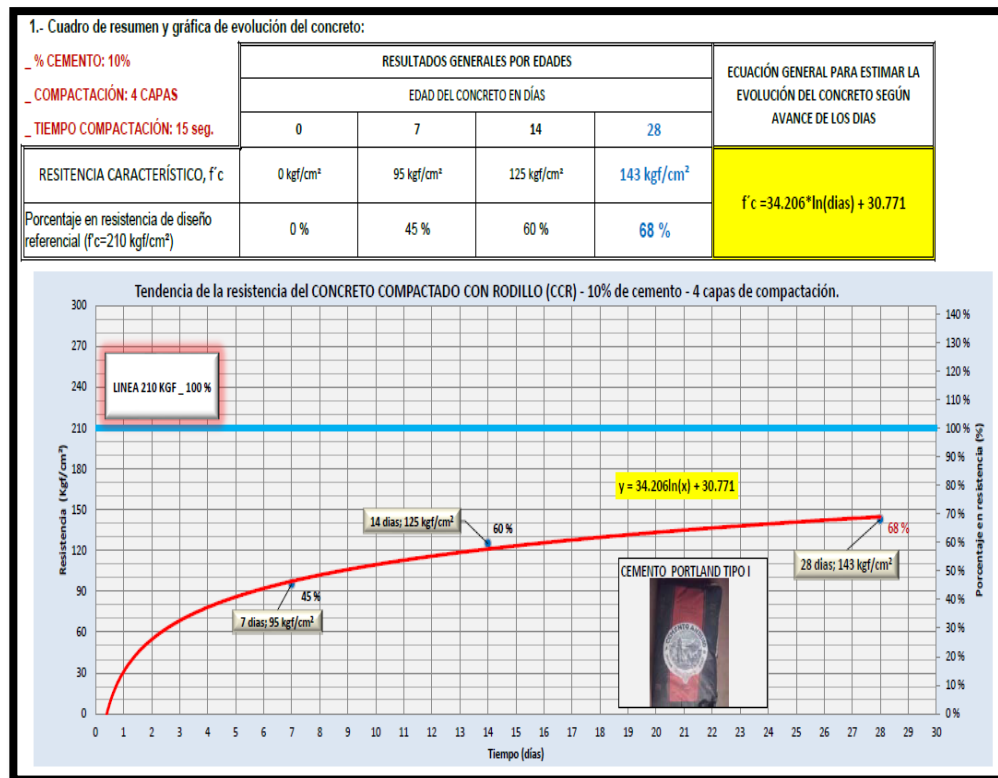 1.- Cuadro de resumen y gráfica de evolución del concreto:
_ % CEMENTO: 10%
_ COMPACTACIÓN: 4 CAPAS
_ TIEMPO COMPACTACIÓN: 15 seg.
RESULTADOS GENERALES POR EDADES
EDAD DEL CONCRETO EN DÍAS
0 7 14 28
ECUACIÓN GENERAL PARA ESTIMAR LA
EVOLUCIÓN DEL CONCRETO SEGÚN
AVANCE DE LOS DIAS
RESITENCIA CARACTERÍSTICO, f´c 0 kgf/cm² 95 kgf/cm² 125 kgf/cm² 143 kgf/cm²
f´c =34.206*ln(dias) + 30.771
Porcentaje en resistencia de diseño
referencial (f'c=210 kgf/cm²) 0 % 45 % 60 % 68 %
Tendencia de la resistencia del CONCRETO COMPACTADO CON RODILLO (CCR) - 10% de cemento - 4 capas de compactación.
Resistencia (Kgf/cm²)
300
270
240
210
180
150
120
90
60
30
0
LINEA 210 KGF _ 100 %
y = 34.206ln(x) + 30.771
14 dias; 125 kgf/cm²
60 %
68 %
28 dias; 143 kgf/cm²
45 %
7 dias; 95 kgf/cm²
CEMENTO PORTLAND TIPO I
140 %
130 %
120 %
110 %
100 %
90 %
80 %
70 %
60 %
50 %
40 %
30 %
20 %
10 %
0 %
Porcentaje en resistencia (%)
0 1 2 3 4 5 6 7 8 9 10 11 12 13 14 15 16 17 18 19 20 21 22 23 24 25 26 27 28 29 30
Tiempo (días)